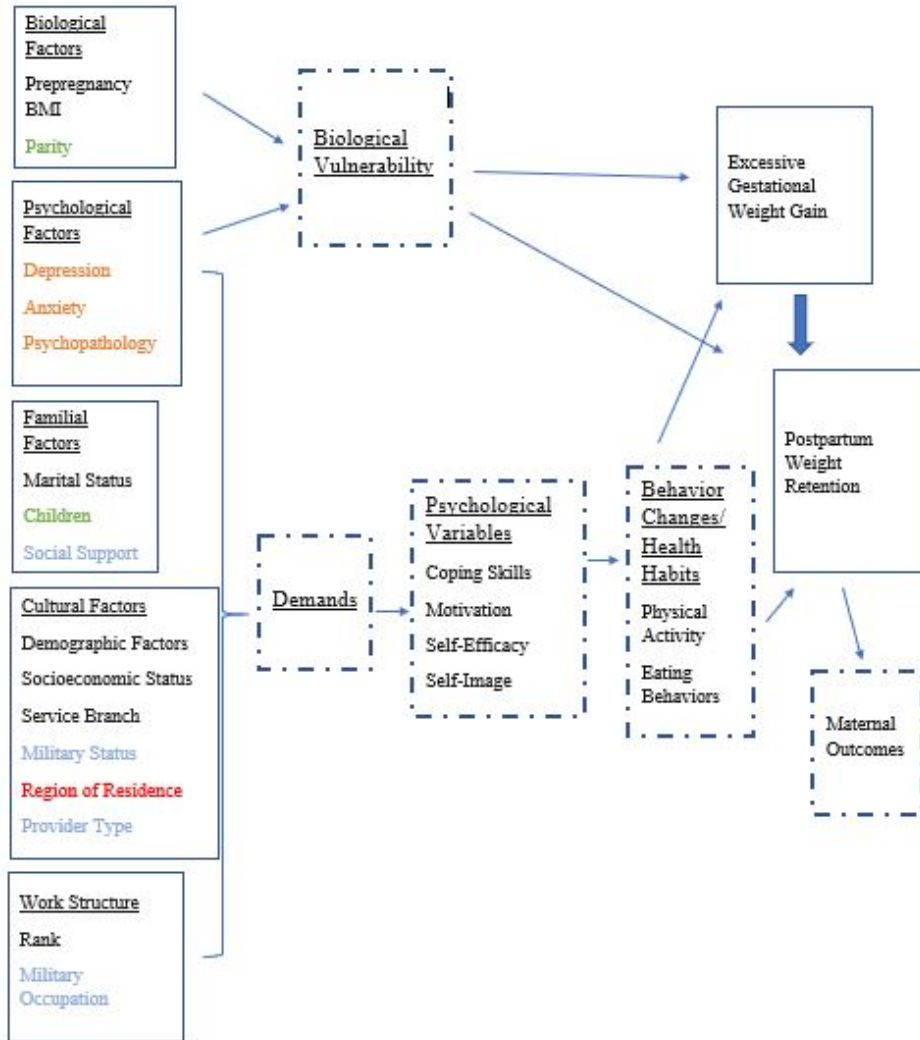 Biological
Factors
Prepregnancy
BMI
Parity
Psychological
Factors
Depression
Anxiety
Psychopathology
Familial
Factors
Marital Status
Children
Social Support
Cultural Factors
Demographic Factors
Socioeconomic Status
Service Branch
Military Status
Region of Residence
Provider Type
Work Structure
Rank
Military
Occupation
Biological
Vulnerability
Demands
Psychological
Variables
Coping Skills
Motivation
Self-Efficacy
Self-Image
Behavior
Changes/
Health
Habits
Physical
Activity
Eating
Behaviors
Excessive
Gestational
Weight Gain
Postpartum
Weight
Retention
Maternal
Outcomes